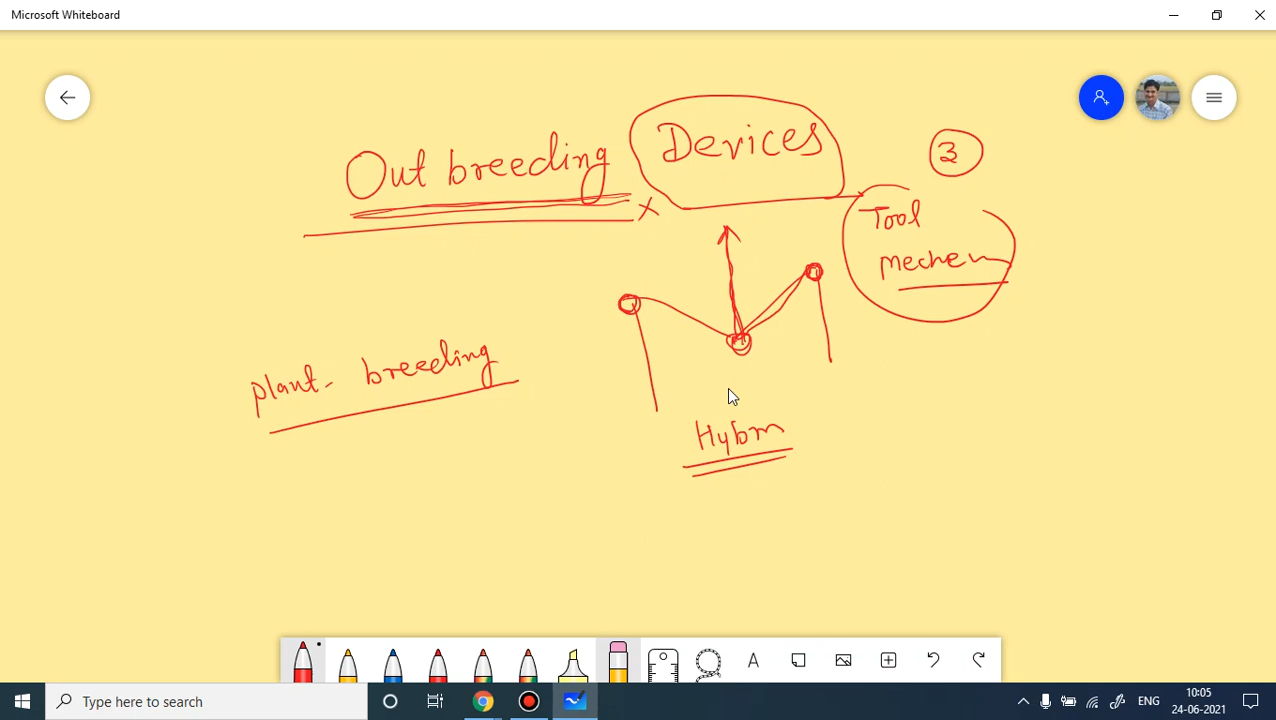 Microsoft Whiteboard
Out breeding Devices
3
Tool
mechen
x
plant- breeding
Hybm
A
Type here to search
ENG
10:05
24-06-2021